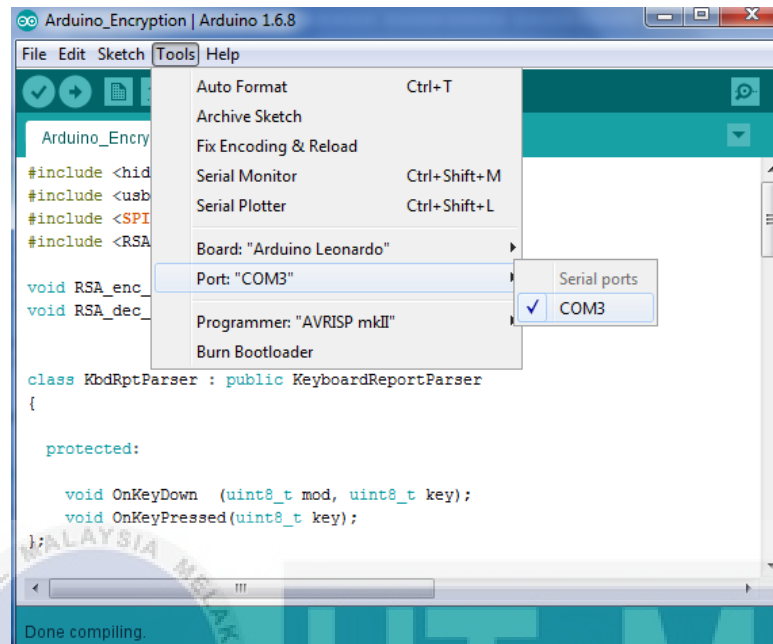 Arduino_Encryption | Arduino 1.6.8
File Edit Sketch Tools Help
Auto Format Ctrl+T
Archive Sketch
Arduino_Encry
Fix Encoding & Reload
#include <hid
Serial Monitor Ctrl+Shift+M
#include <usb
Serial Plotter Ctrl+Shift+L
#include <SPI
#include <RSA
Board: "Arduino Leonardo"
Port: "COM3"
Serial ports
COM3
void RSA_enc_
void RSA_dec_
Programmer: "AVRISP mkII"
Burn Bootloader
class KbdRptParser : public KeyboardReportParser
{
protected:
void OnKeyDown (uint8_t mod, uint8_t key);
void OnKeyPressed(uint8_t key);
};
MALAYSIA MELAK
Done compiling.